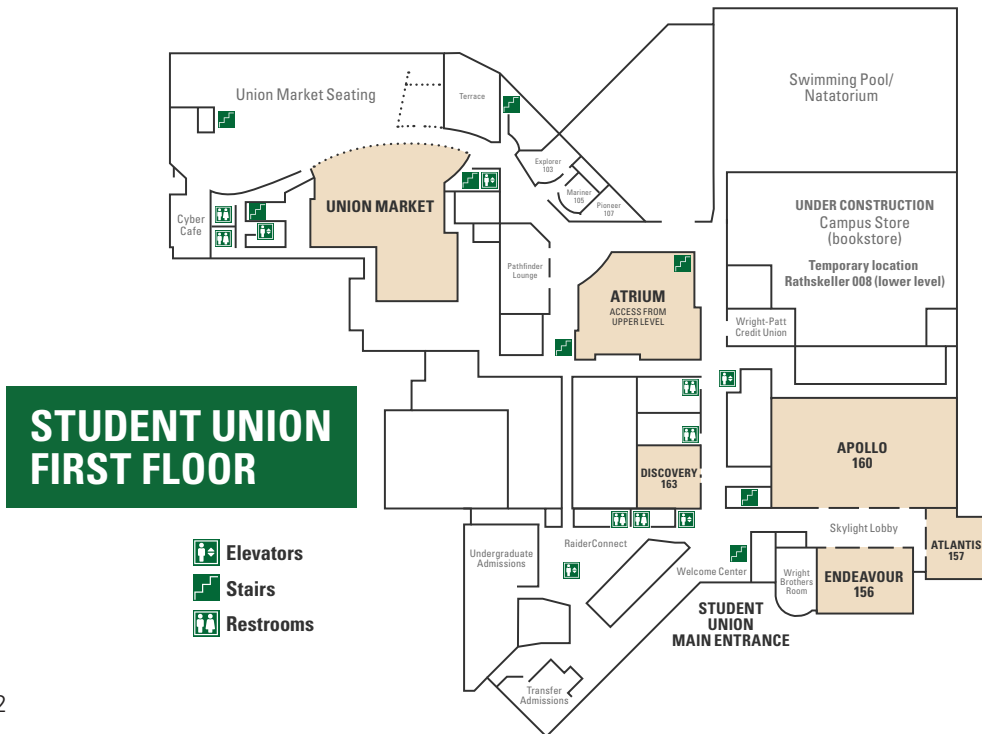 Swimming Pool/
Natatorium
Union Market Seating
Terrace
Explorer
103
Mariner
105
Pioneer
107
UNION MARKET
Cyber
Cafe
UNDER CONSTRUCTION
Campus Store
(bookstore)
Temporary location
Rathskeller 008 (lower level)
Pathfinder
Lounge
ATRIUM
ACCESS FROM
UPPER LEVEL
Wright-Patt
Credit Union
STUDENT UNION
FIRST FLOOR
APOLLO
160
DISCOVERY
163
Skylight Lobby
ATLANTIS
157
Undergraduate
Admissions
RaiderConnect
Welcome Center
Wright
Brothers
Room
ENDEAVOUR
156
STUDENT
UNION
MAIN ENTRANCE
Elevators
Stairs
Restrooms
Transfer
Admissions
2